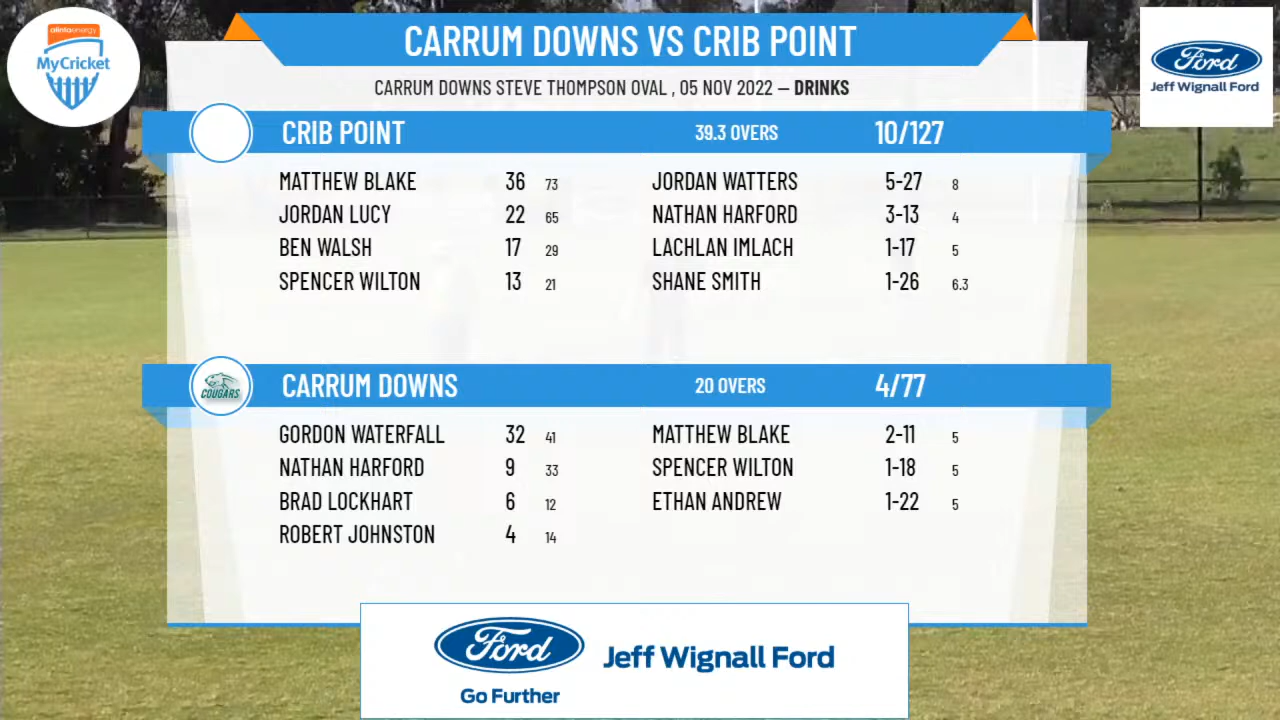 alintaenergy
MyCricket
CARRUM DOWNS VS CRIB POINT
Ford
Jeff Wignall Ford
CARRUM DOWNS STEVE THOMPSON OVAL , 05 NOV 2022 – DRINKS
CRIB POINT 39.3 OVERS 10/127
MATTHEW BLAKE 36 73 JORDAN WATTERS 5-27 8
JORDAN LUCY 22 65 NATHAN HARFORD 3-13 4
BEN WALSH 17 29 LACHLAN IMLACH 1-17 5
SPENCER WILTON 13 21 SHANE SMITH 1-26 6.3
COUGARS
CARRUM DOWNS 20 OVERS 4/77
GORDON WATERFALL 32 41 MATTHEW BLAKE 2-11 5
NATHAN HARFORD 9 33 SPENCER WILTON 1-18 5
BRAD LOCKHART 6 12 ETHAN ANDREW 1-22 5
ROBERT JOHNSTON 4 14
Ford
Jeff Wignall Ford
Go Further